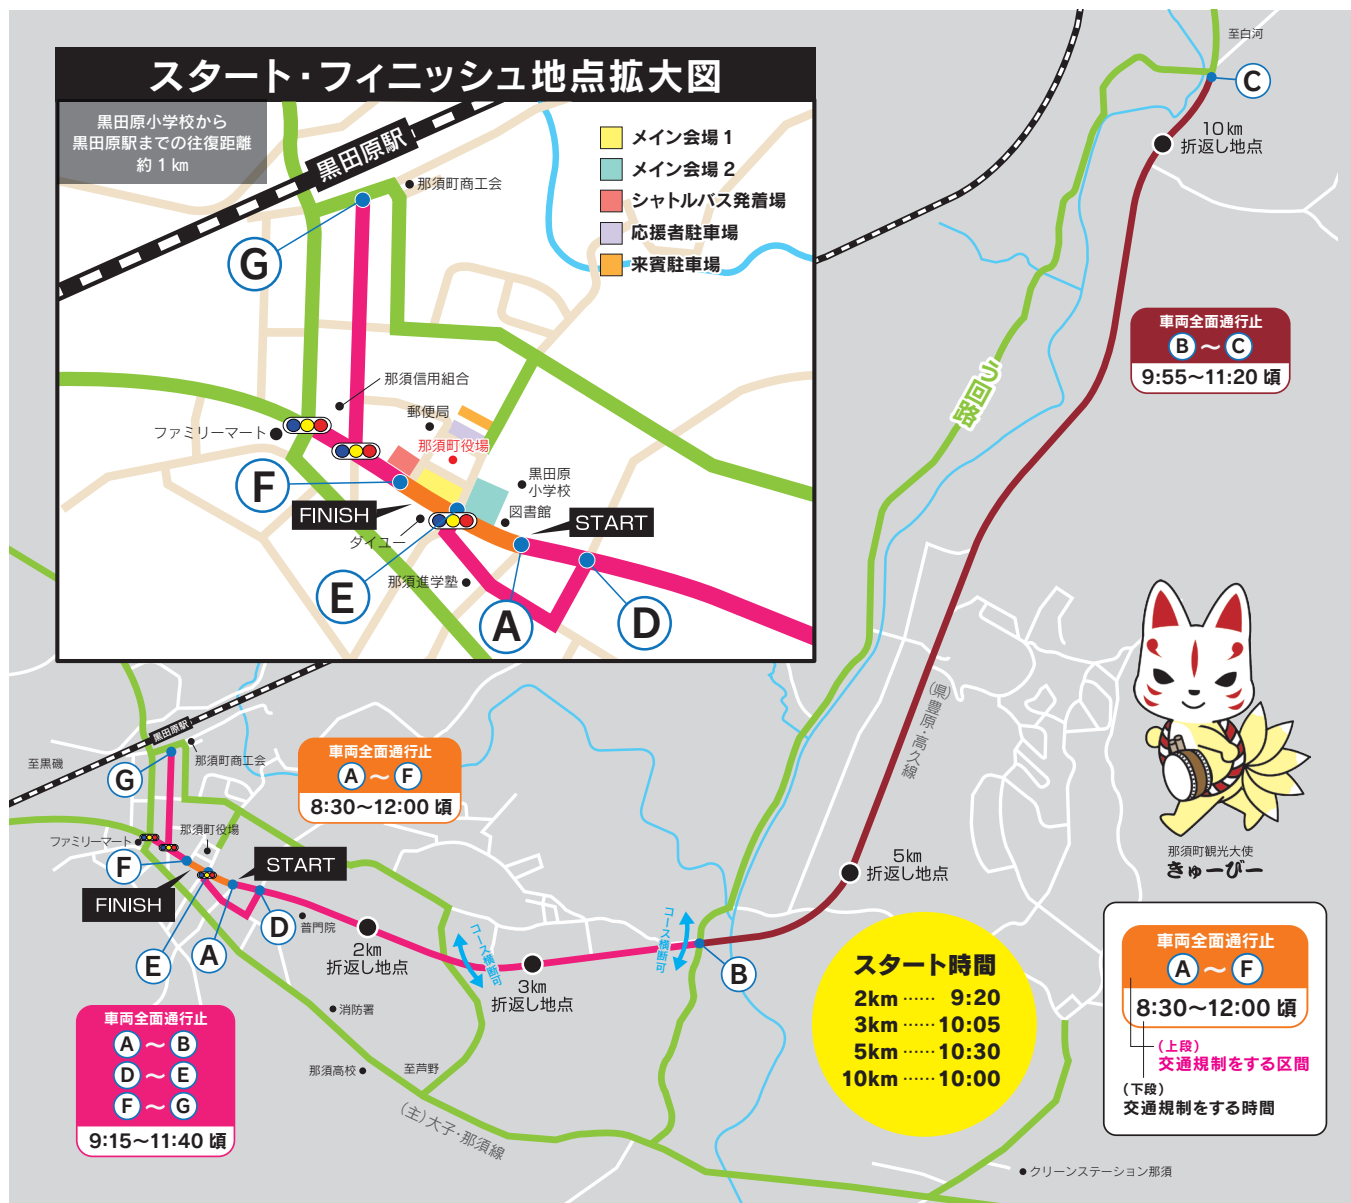 スタート・フィニッシュ地点拡大図
黒田原小学校から
黒田原駅までの往復距離
約 1 km
黒田原駅
那須町商工会
メイン会場 1
メイン会場 2
シャトルバス発着場
応援者駐車場
来賓駐車場
G
那須信用組合
郵便局
ファミリーマート
那須町役場
黒田原
小学校
F
図書館
FINISH
START
ダイユー
那須進学塾
E
A
D
至白河
C
10km
折返し地点
車両全面通行止
B ～ C
9:55～11:20 頃
う回路
(県)豊原・高久線
那須町観光大使
きゅーびー
黒田原駅
至黒磯
那須町商工会
G
車両全面通行止
A ～ F
8:30～12:00 頃
ファミリーマート
那須町役場
START
F
FINISH
普門院
D
A
E
2km
折返し地点
コース横断可
3km
折返し地点
コース横断可
B
5km
折返し地点
スタート時間
2km …… 9:20
3km …… 10:05
5km …… 10:30
10km …… 10:00
車両全面通行止
A ～ F
8:30～12:00 頃
(上段)
交通規制をする区間
(下段)
交通規制をする時間
車両全面通行止
A ～ B
D ～ E
F ～ G
9:15～11:40 頃
消防署
那須高校
至芦野
(主)大子・那須線
クリーンステーション那須